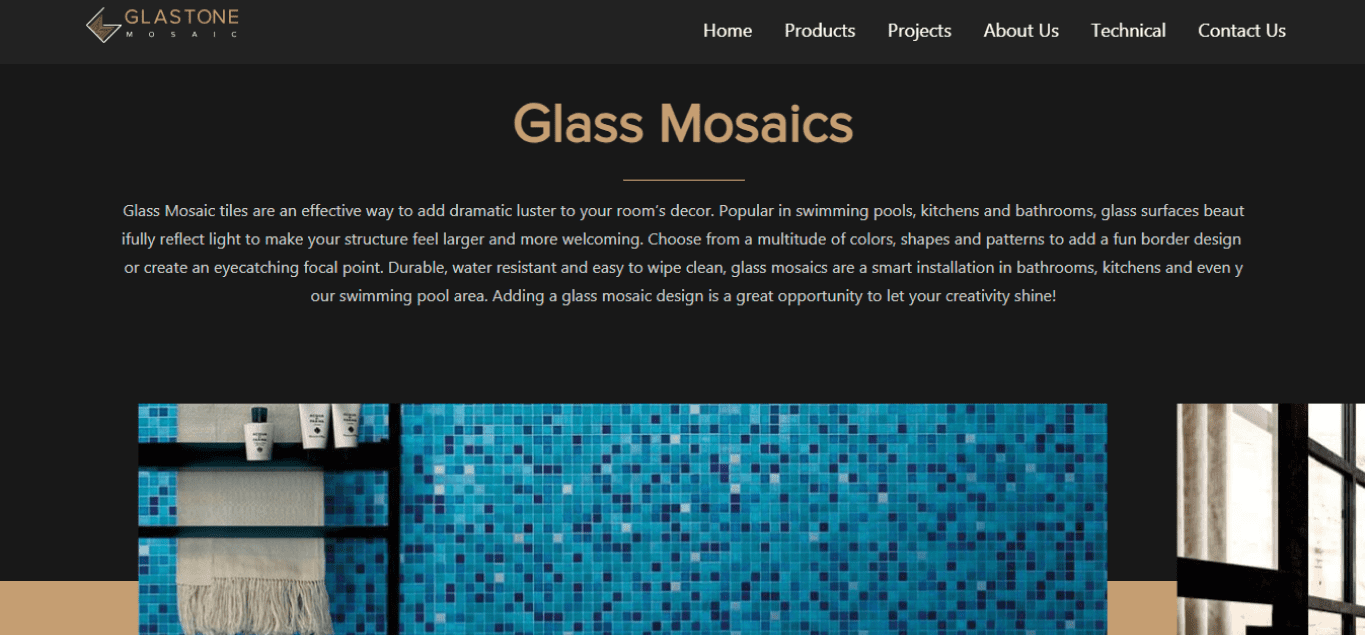 GLASTONE
MOSAIC
Home Products Projects About Us Technical Contact Us
Glass Mosaics
Glass Mosaic tiles are an effective way to add dramatic luster to your room's decor. Popular in swimming pools, kitchens and bathrooms, glass surfaces beaut
ifully reflect light to make your structure feel larger and more welcoming. Choose from a multitude of colors, shapes and patterns to add a fun border design
or create an eyecatching focal point. Durable, water resistant and easy to wipe clean, glass mosaics are a smart installation in bathrooms, kitchens and even y
our swimming pool area. Adding a glass mosaic design is a great opportunity to let your creativity shine!